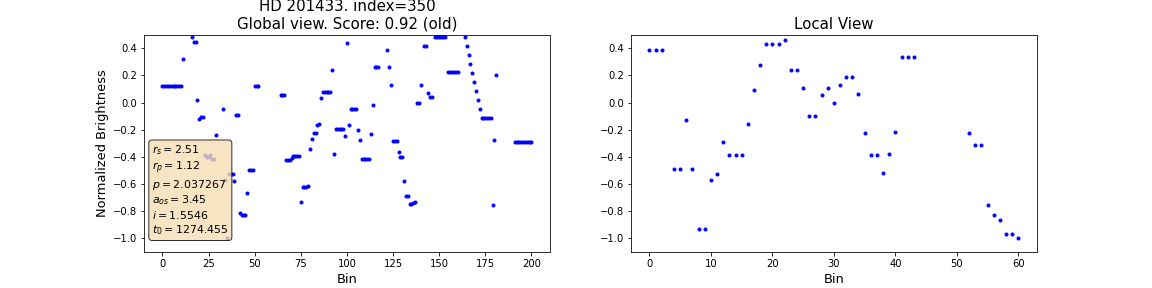 HD 201433. index=350
Global view. Score: 0.92 (old)
Local View
Normalized Brightness
0.4
0.2
0.0
−0.2
−0.4
−0.6
−0.8
−1.0
r_s = 2.51
r_p = 1.12
p = 2.037267
a_os = 3.45
i = 1.5546
t_0 = 1274.455
0 25 50 75 100 125 150 175 200
Bin
0.4
0.2
0.0
−0.2
−0.4
−0.6
−0.8
−1.0
0 10 20 30 40 50 60
Bin